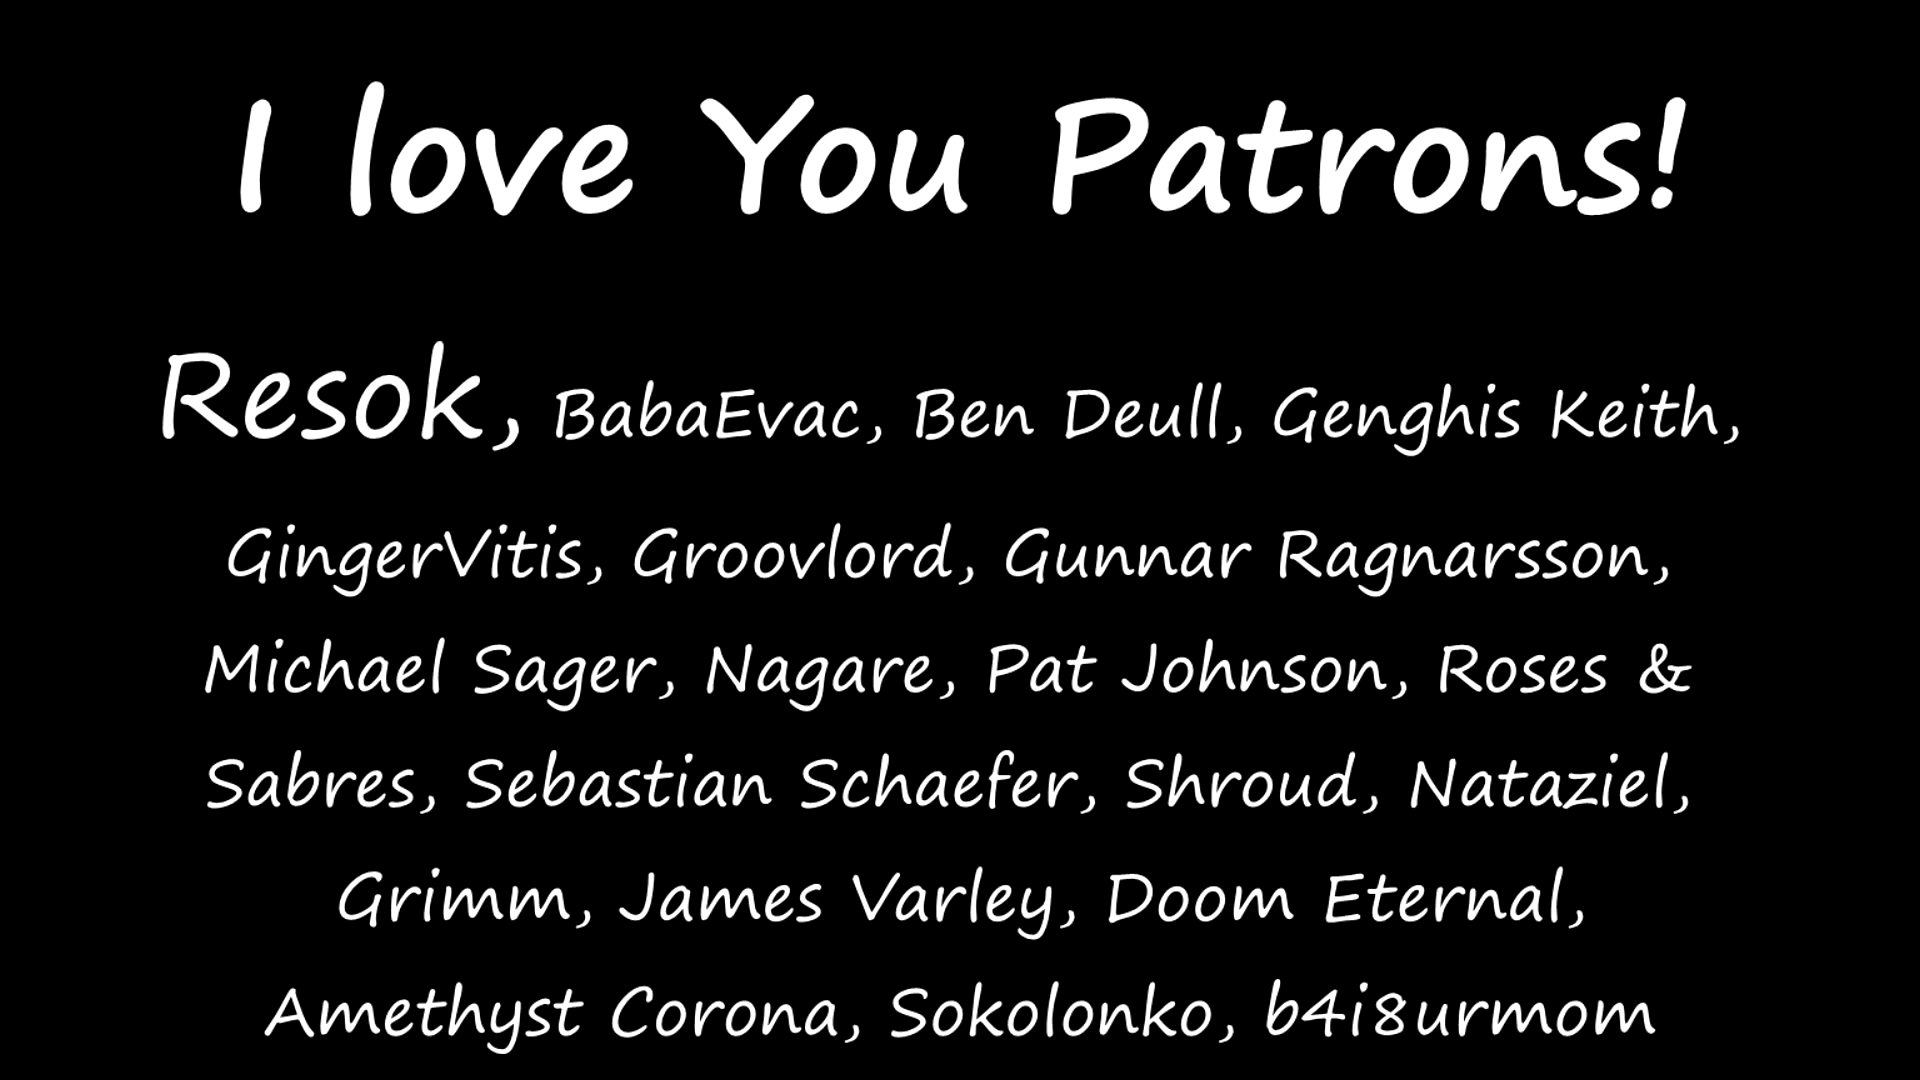 I love You Patrons!
Resok, BabaEvac, Ben Deull, Genghis Keith,
GingerVitis, Groovlord, Gunnar Ragnarsson,
Michael Sager, Nagare, Pat Johnson, Roses &
Sabres, Sebastian Schaefer, Shroud, Nataziel,
Grimm, James Varley, Doom Eternal,
Amethyst Corona, Sokolonko, b4i8urmom